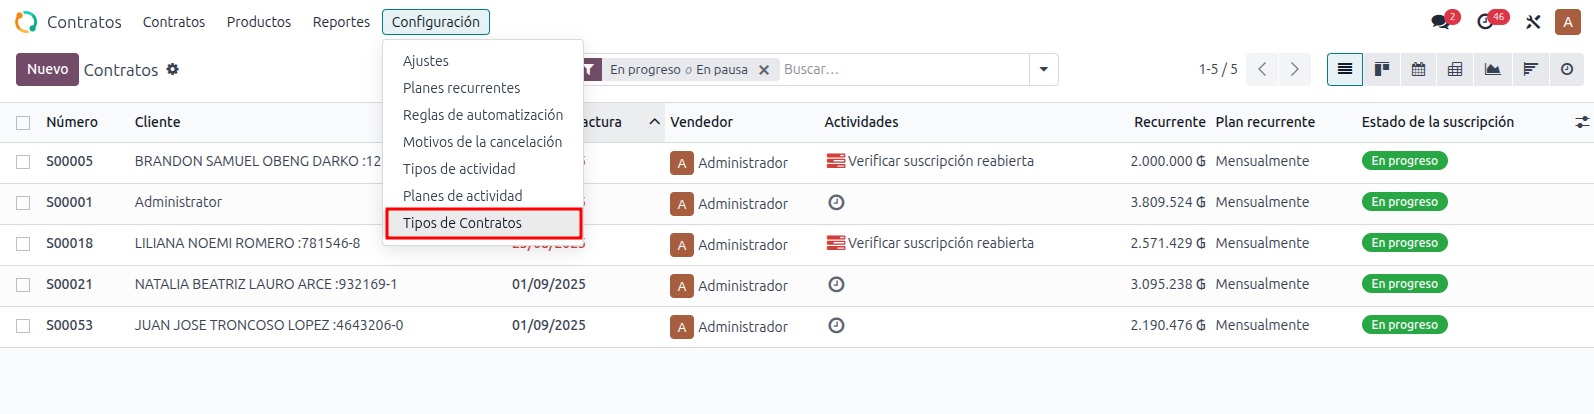 Contratos Contratos Productos Reportes Configuración 2 46 A
Nuevo Contratos En progreso o En pausa Buscar... 1-5 / 5
Ajustes
Planes recurrentes
Reglas de automatización
Motivos de la cancelación
Tipos de actividad
Planes de actividad
Tipos de Contratos
Número Cliente actura Vendedor Actividades Recurrente Plan recurrente Estado de la suscripción
S00005 BRANDON SAMUEL OBENG DARKO :12 A Administrador Verificar suscripción reabierta 2.000.000 ₲ Mensualmente En progreso
S00001 Administrator A Administrador 3.809.524 ₲ Mensualmente En progreso
S00018 LILIANA NOEMI ROMERO :781546-8 A Administrador Verificar suscripción reabierta 2.571.429 ₲ Mensualmente En progreso
S00021 NATALIA BEATRIZ LAURO ARCE :932169-1 01/09/2025 A Administrador 3.095.238 ₲ Mensualmente En progreso
S00053 JUAN JOSE TRONCOSO LOPEZ :4643206-0 01/09/2025 A Administrador 2.190.476 ₲ Mensualmente En progreso